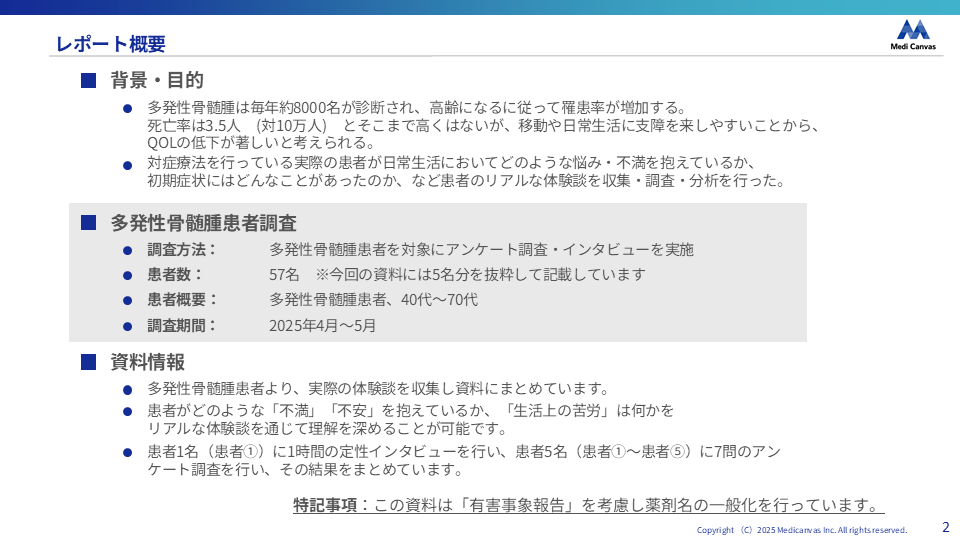 レポート概要
Medi Canvas
■ 背景・目的
● 多発性骨髄腫は毎年約8000名が診断され、高齢になるに従って罹患率が増加する。
死亡率は3.5人　(対10万人)　とそこまで高くはないが、移動や日常生活に支障を来しやすいことから、
QOLの低下が著しいと考えられる。
● 対症療法を行っている実際の患者が日常生活においてどのような悩み・不満を抱えているか、
初期症状にはどんなことがあったのか、など患者のリアルな体験談を収集・調査・分析を行った。
■ 多発性骨髄腫患者調査
● 調査方法： 多発性骨髄腫患者を対象にアンケート調査・インタビューを実施
● 患者数： 57名　※今回の資料には5名分を抜粋して記載しています
● 患者概要： 多発性骨髄腫患者、40代～70代
● 調査期間： 2025年4月～5月
■ 資料情報
● 多発性骨髄腫患者より、実際の体験談を収集し資料にまとめています。
● 患者がどのような「不満」「不安」を抱えているか、「生活上の苦労」は何かを
リアルな体験談を通じて理解を深めることが可能です。
● 患者1名（患者①）に1時間の定性インタビューを行い、患者5名（患者①～患者⑤）に7問のアン
ケート調査を行い、その結果をまとめています。
特記事項：この資料は「有害事象報告」を考慮し薬剤名の一般化を行っています。
Copyright （C）2025 Medicanvas Inc. All rights reserved.
2